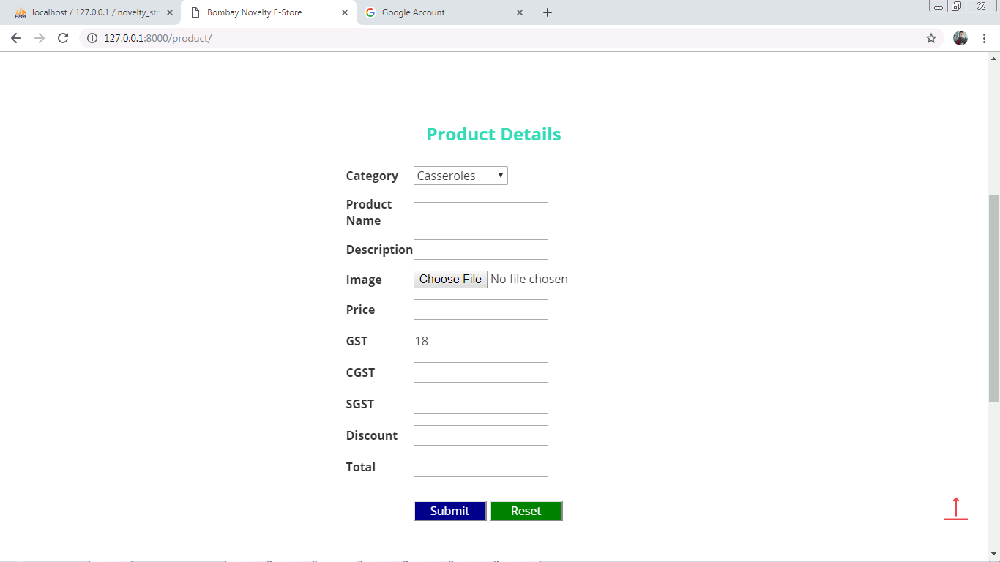 PMA localhost / 127.0.0.1 / novelty_sto
Bombay Novelty E-Store
Google Account
127.0.0.1:8000/product/
Product Details
Category Casseroles
Product
Name
Description
Image Choose File No file chosen
Price
GST 18
CGST
SGST
Discount
Total
Submit Reset